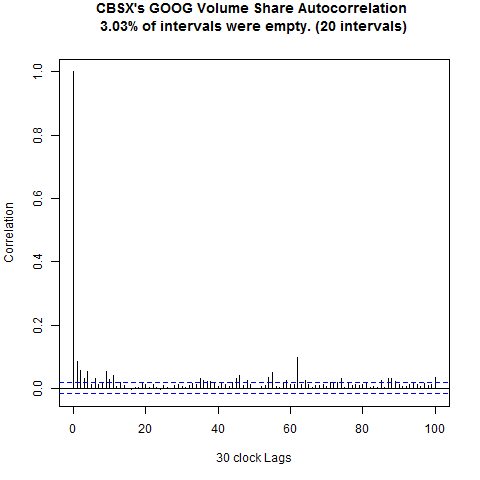 CBSX's GOOG Volume Share Autocorrelation
3.03% of intervals were empty. (20 intervals)
1.0
0.8
0.6
0.4
0.2
0.0
Correlation
0 20 40 60 80 100
30 clock Lags